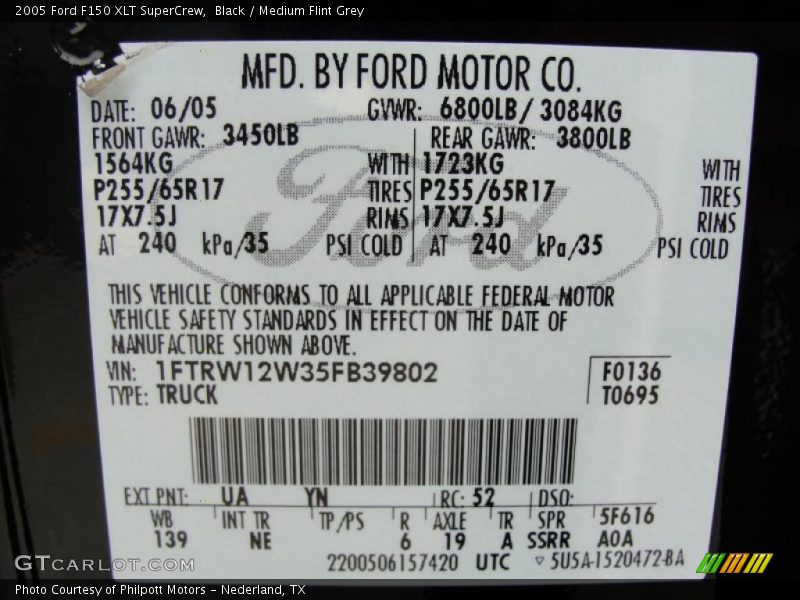 2005 Ford F150 XLT SuperCrew, Black / Medium Flint Grey
MFD. BY FORD MOTOR CO.
DATE: 06/05 GVWR: 6800LB/ 3084KG
FRONT GAWR: 3450LB REAR GAWR: 3800LB
1564KG WITH 1723KG WITH
P255/65R17 TIRES P255/65R17 TIRES
17X7.5J RIMS 17X7.5J RIMS
AT 240 kPa/35 PSI COLD AT 240 kPa/35 PSI COLD
Ford
THIS VEHICLE CONFORMS TO ALL APPLICABLE FEDERAL MOTOR
VEHICLE SAFETY STANDARDS IN EFFECT ON THE DATE OF
MANUFACTURE SHOWN ABOVE.
VIN: 1FTRW12W35FB39802 F0136
TYPE: TRUCK T0695
EXT PNT: UA YN RC: 52 DSO:
WB INT TR TP/PS R AXLE TR SPR 5F616
139 NE 6 19 A SSRR A0A
2200506157420 UTC ▽ 5U5A-1520472-BA
GTCARLOT.COM
Photo Courtesy of Philpott Motors - Nederland, TX